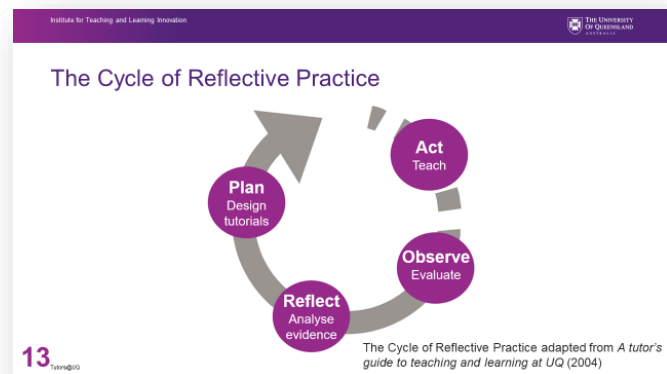 Institute for Teaching and Learning Innovation
THE UNIVERSITY
OF QUEENSLAND
AUSTRALIA
The Cycle of Reflective Practice
Act
Teach
Plan
Design
tutorials
Observe
Evaluate
Reflect
Analyse
evidence
The Cycle of Reflective Practice adapted from A tutor's
guide to teaching and learning at UQ (2004)
13 Tutors@UQ